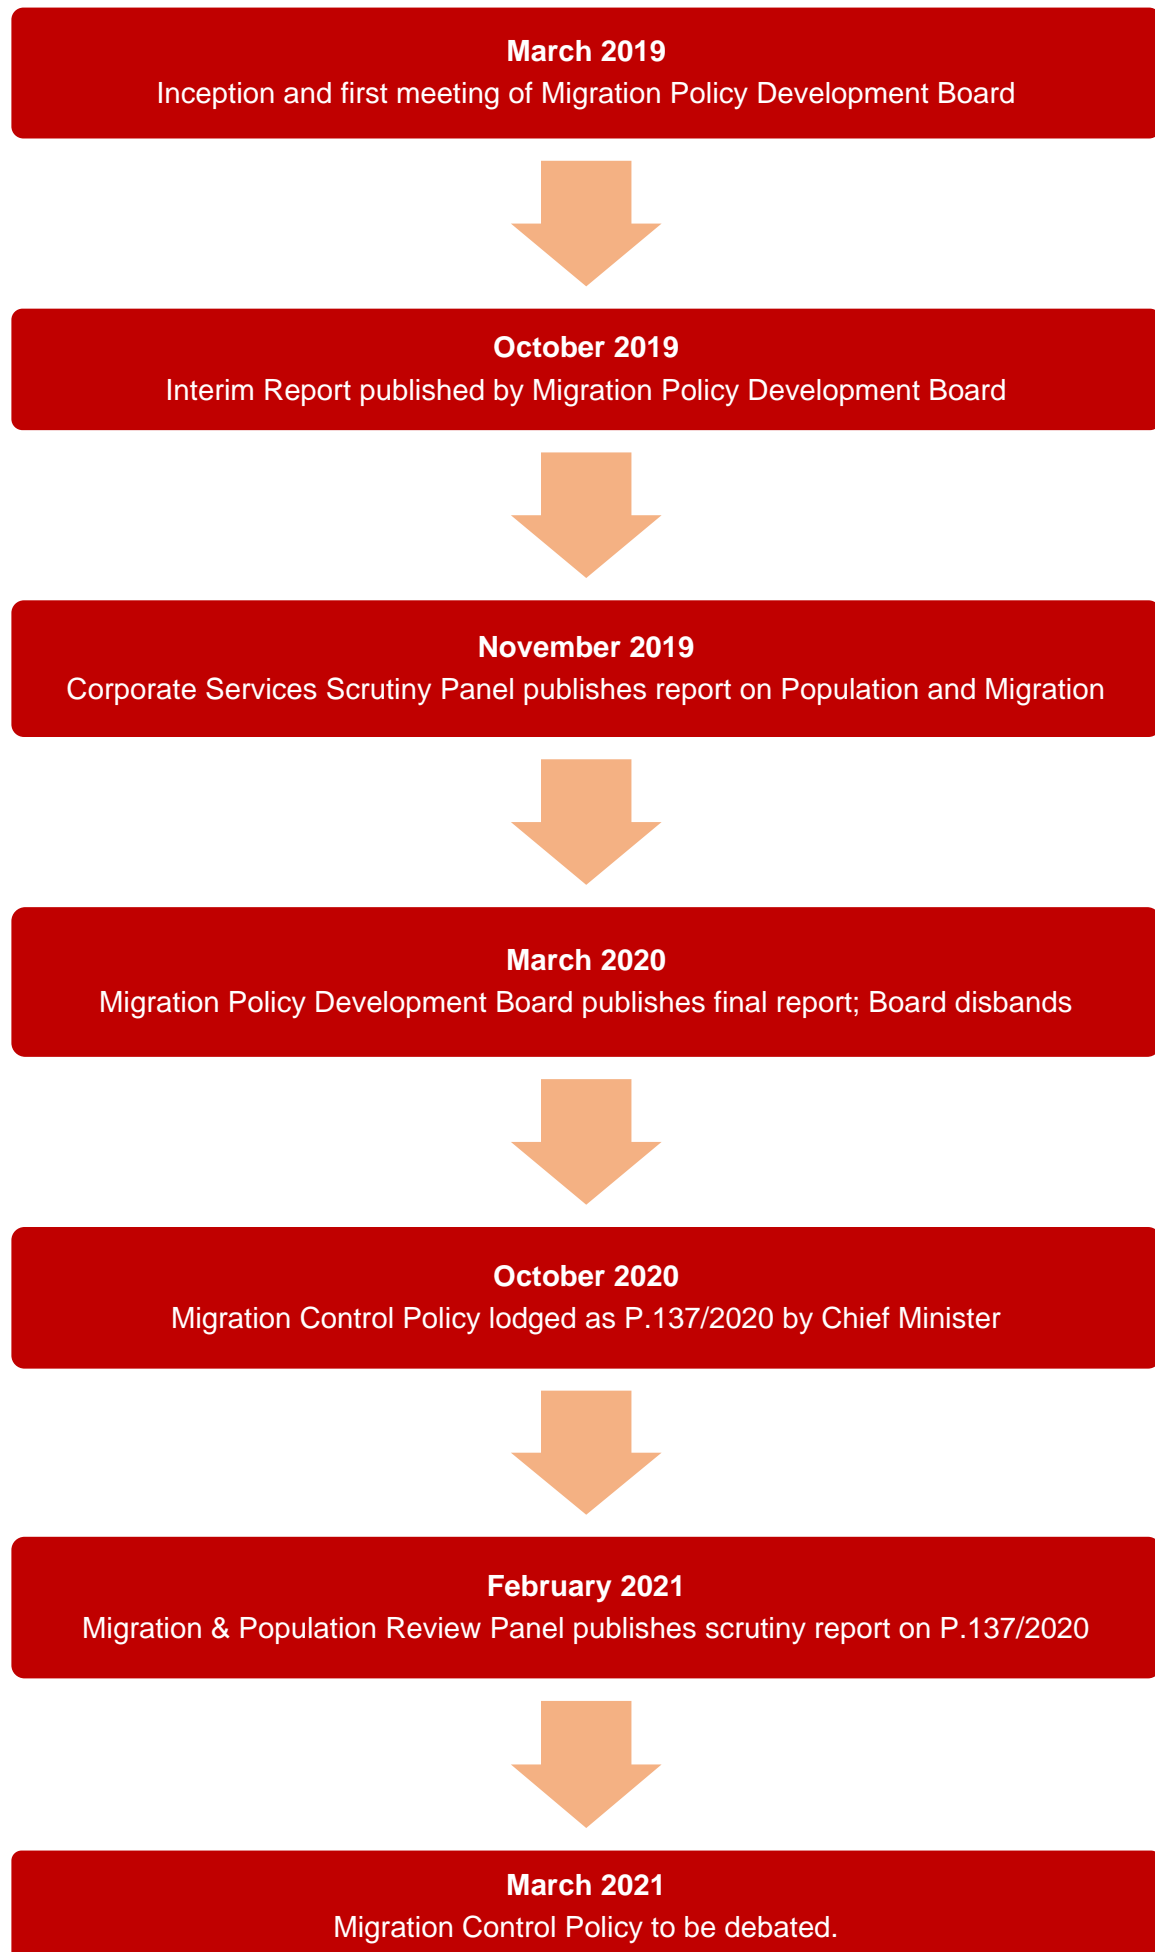 March 2019
Inception and first meeting of Migration Policy Development Board
October 2019
Interim Report published by Migration Policy Development Board
November 2019
Corporate Services Scrutiny Panel publishes report on Population and Migration
March 2020
Migration Policy Development Board publishes final report; Board disbands
October 2020
Migration Control Policy lodged as P.137/2020 by Chief Minister
February 2021
Migration & Population Review Panel publishes scrutiny report on P.137/2020
March 2021
Migration Control Policy to be debated.